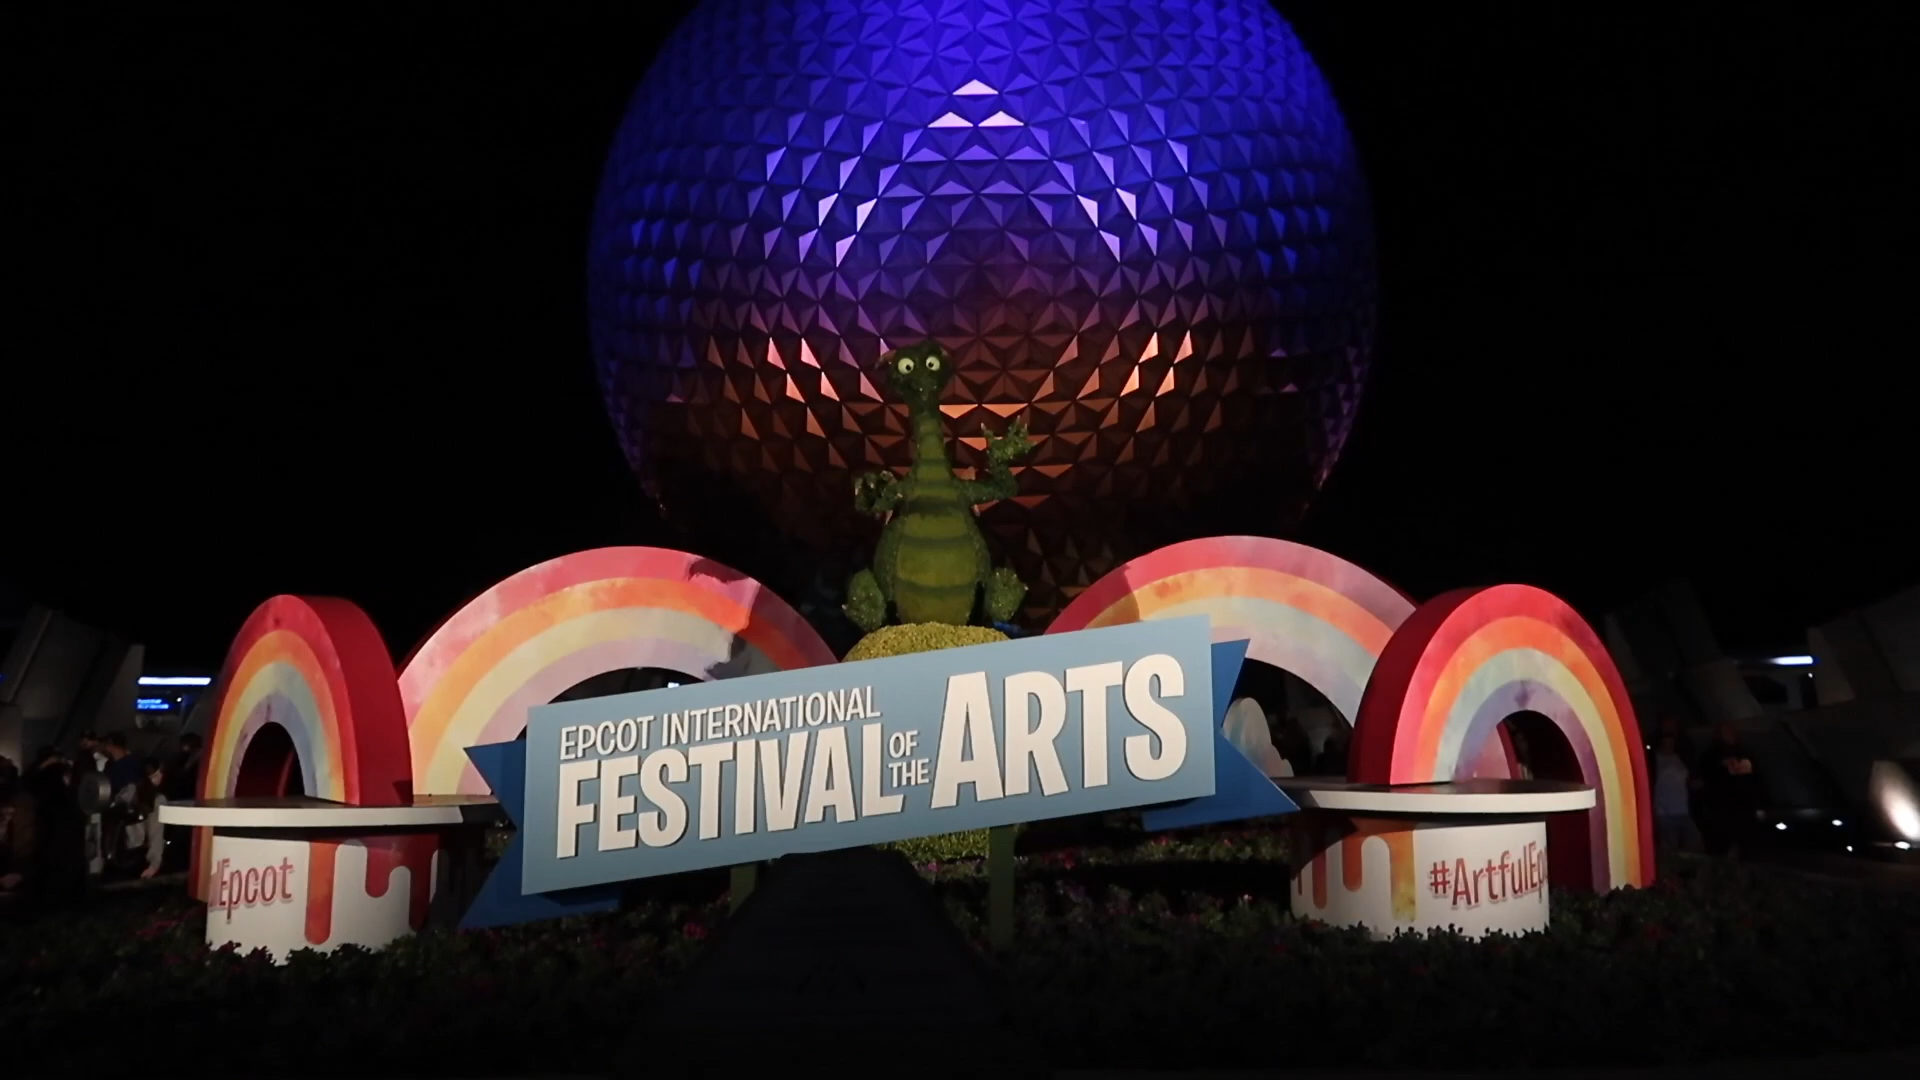 EPCOT INTERNATIONAL
FESTIVAL OF THE ARTS
Epcot
#ArtfulEp